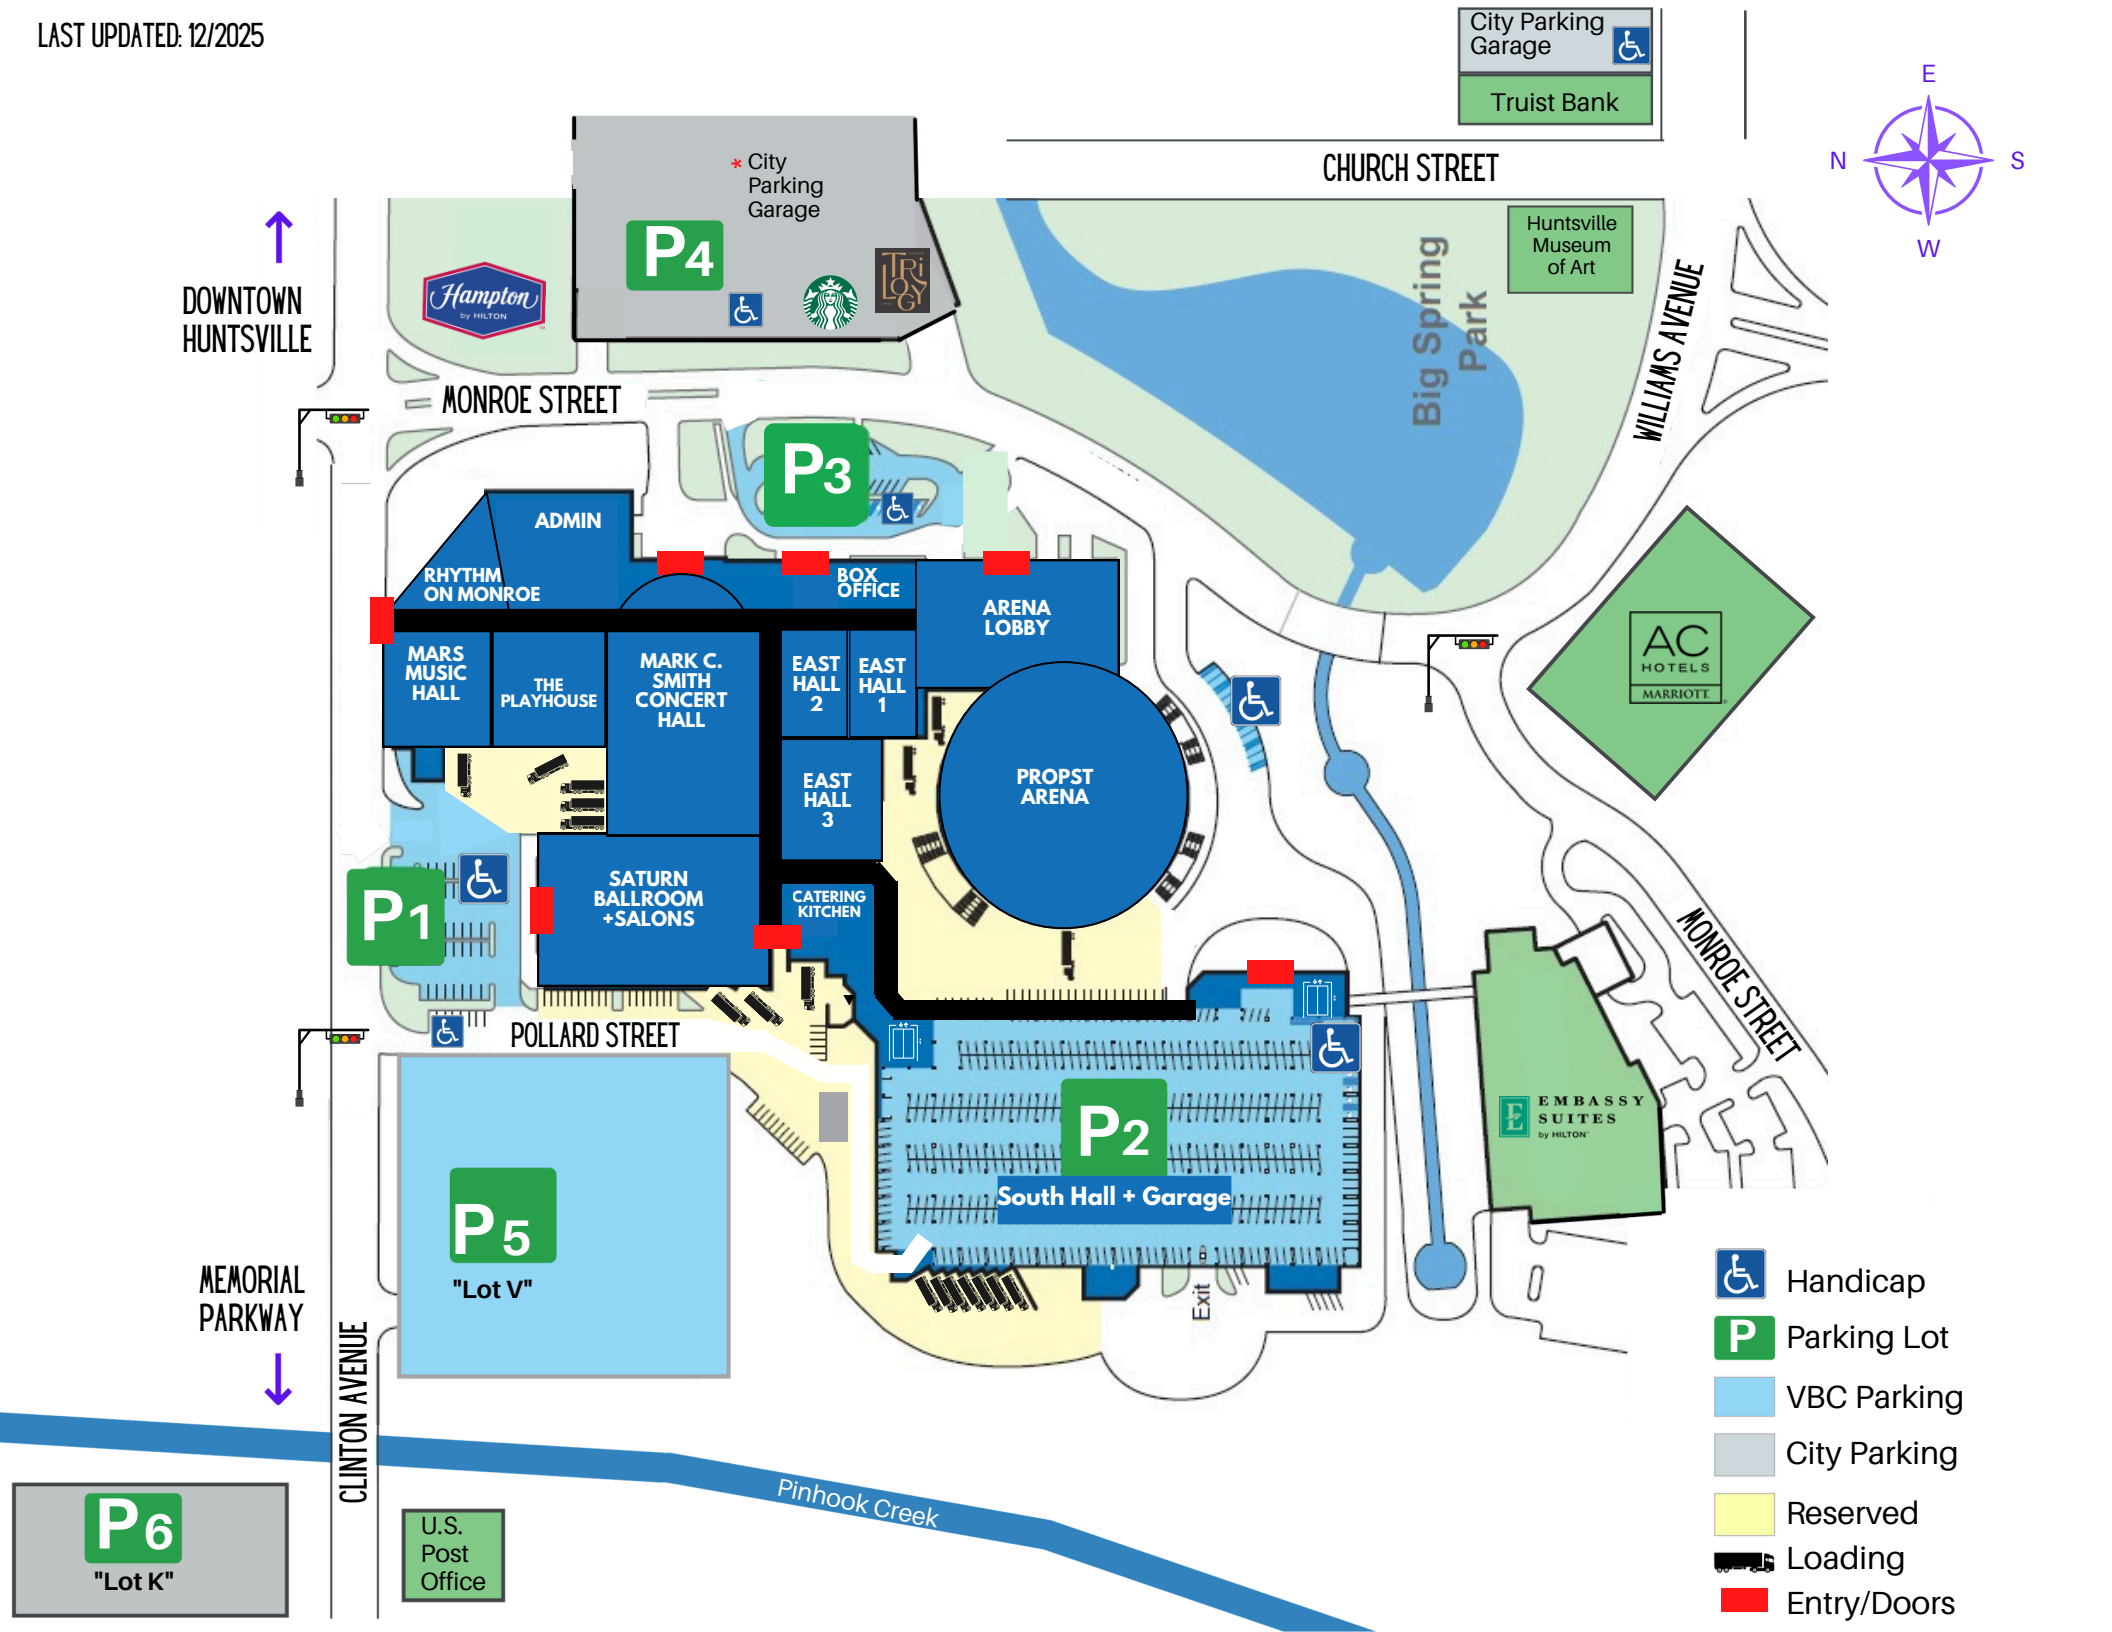 LAST UPDATED: 12/2025
City Parking
Garage
Truist Bank
E
N
S
W
CHURCH STREET
* City
Parking
Garage
P4
TRILOGY
Hampton
by HILTON
Huntsville
Museum
of Art
Big Spring
Park
WILLIAMS AVENUE
DOWNTOWN
HUNTSVILLE
MONROE STREET
P3
ADMIN
RHYTHM
ON MONROE
BOX
OFFICE
ARENA
LOBBY
MARS
MUSIC
HALL
THE
PLAYHOUSE
MARK C.
SMITH
CONCERT
HALL
EAST
HALL
2
EAST
HALL
1
EAST
HALL
3
PROPST
ARENA
AC
HOTELS
MARRIOTT
SATURN
BALLROOM
+SALONS
CATERING
KITCHEN
P1
POLLARD STREET
MONROE STREET
P2
South Hall + Garage
EMBASSY
SUITES
by HILTON
P5
"Lot V"
Exit
MEMORIAL
PARKWAY
CLINTON AVENUE
Pinhook Creek
P6
"Lot K"
U.S.
Post
Office
Handicap
P Parking Lot
VBC Parking
City Parking
Reserved
Loading
Entry/Doors